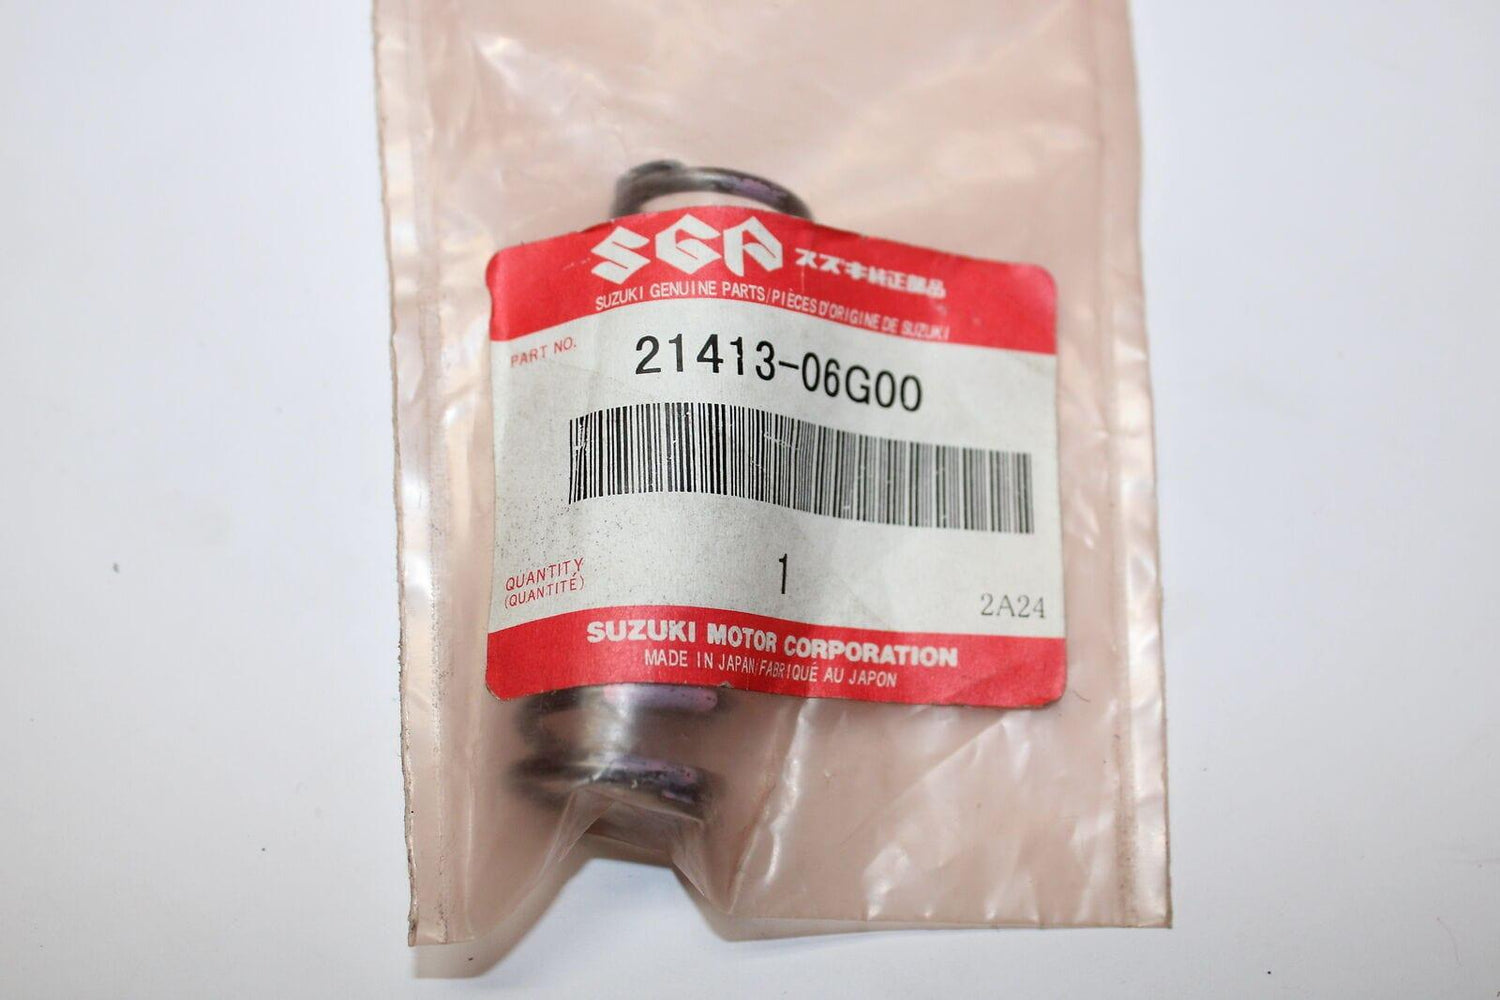 SGP スズキ純正部品
SUZUKI GENUINE PARTS/PIÈCES D'ORIGINE DE SUZUKI
PART NO. 21413-06G00
QUANTITY 1
(QUANTITÉ)
2A24
SUZUKI MOTOR CORPORATION
MADE IN JAPAN/FABRIQUÉ AU JAPON